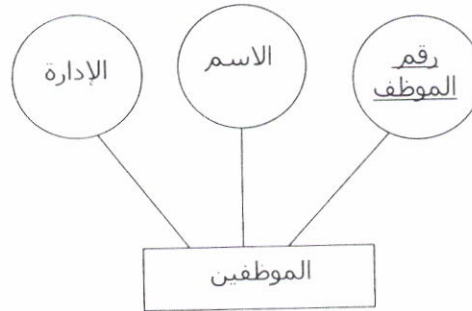 رقم
الموظف
الاسم
الإدارة
الموظفين